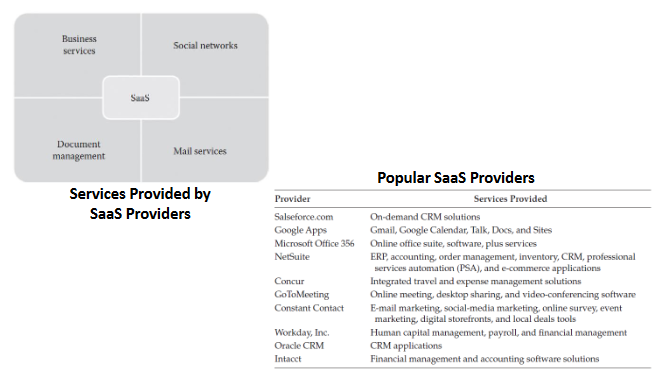 Business
services
Social networks
SaaS
Document
management
Mail services
Services Provided by
SaaS Providers
Popular SaaS Providers
Provider Services Provided
Salseforce.com On-demand CRM solutions
Google Apps Gmail, Google Calendar, Talk, Docs, and Sites
Microsoft Office 356 Online office suite, software, plus services
NetSuite ERP, accounting, order management, inventory, CRM, professional
services automation (PSA), and e-commerce applications
Concur Integrated travel and expense management solutions
GoToMeeting Online meeting, desktop sharing, and video-conferencing software
Constant Contact E-mail marketing, social-media marketing, online survey, event
marketing, digital storefronts, and local deals tools
Workday, Inc. Human capital management, payroll, and financial management
Oracle CRM CRM applications
Intacct Financial management and accounting software solutions